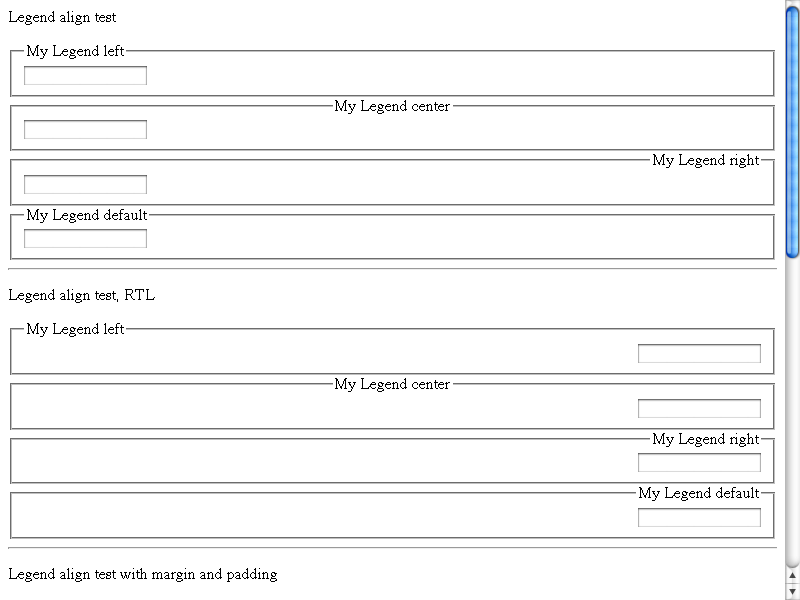 Legend align test
My Legend left
My Legend center
My Legend right
My Legend default
Legend align test, RTL
My Legend left
My Legend center
My Legend right
My Legend default
Legend align test with margin and padding